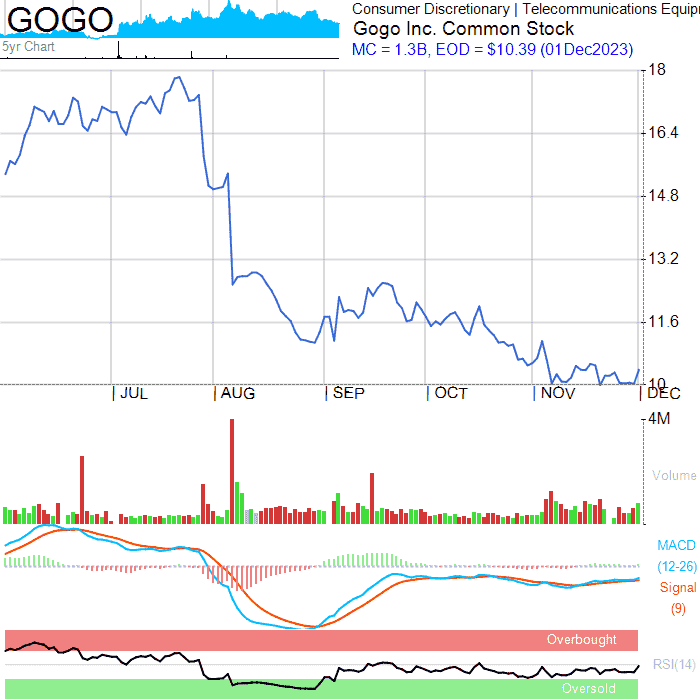 GOGO
5yr Chart
Consumer Discretionary | Telecommunications Equip
Gogo Inc. Common Stock
MC = 1.3B, EOD = $10.39 (01Dec2023)
18
16.4
14.8
13.2
11.6
10
JUL AUG SEP OCT NOV DEC
4M
Volume
MACD
(12-26)
Signal
(9)
Overbought
RSI(14)
Oversold